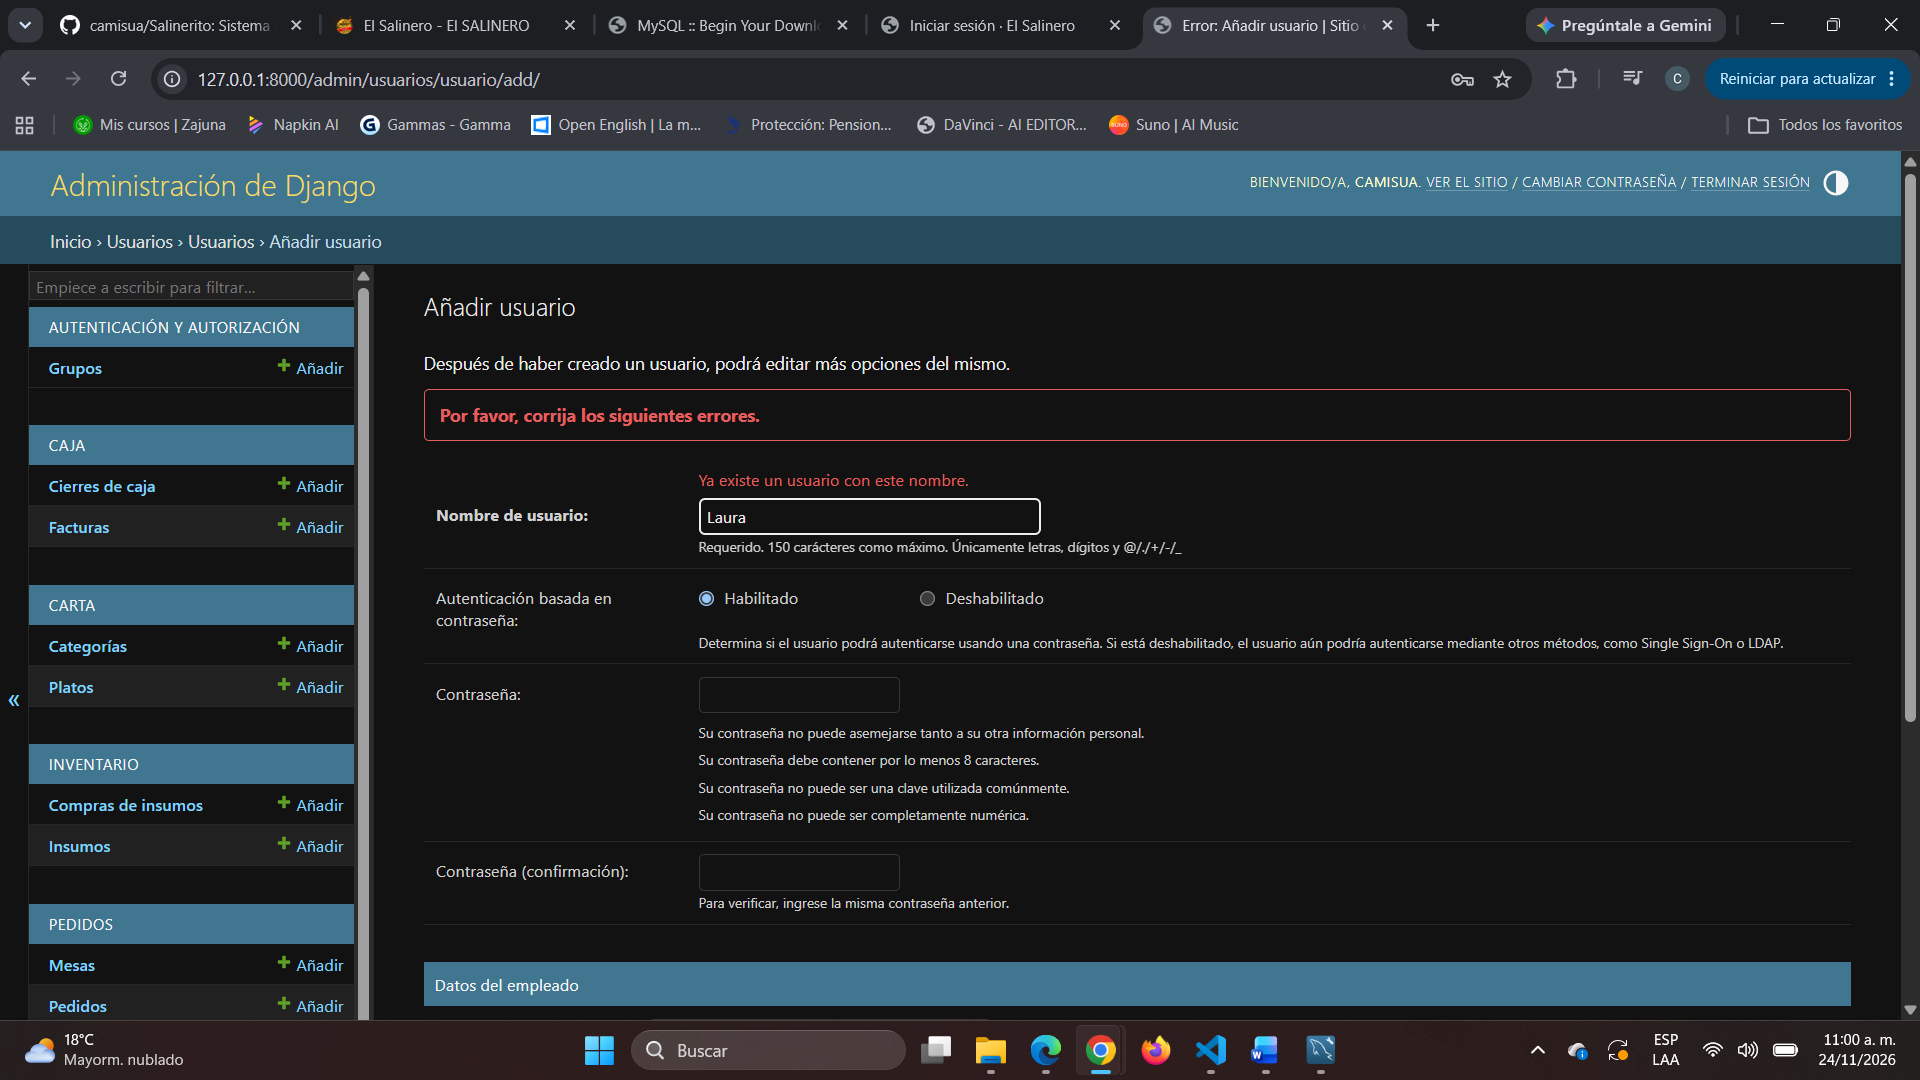 camisua/Salinerito: Sistema
El Salinero - El SALINERO
MySQL :: Begin Your Downl
Iniciar sesión · El Salinero
Error: Añadir usuario | Sitio
Pregúntale a Gemini
127.0.0.1:8000/admin/usuarios/usuario/add/
C
Reiniciar para actualizar
Mis cursos | Zajuna
Napkin AI
Gammas - Gamma
Open English | La m...
Protección: Pension...
DaVinci - AI EDITOR...
Suno | AI Music
Todos los favoritos
Administración de Django
BIENVENIDO/A, CAMISUA. VER EL SITIO / CAMBIAR CONTRASEÑA / TERMINAR SESIÓN
Inicio › Usuarios › Usuarios › Añadir usuario
Empiece a escribir para filtrar...
AUTENTICACIÓN Y AUTORIZACIÓN
Grupos
Añadir
CAJA
Cierres de caja
Añadir
Facturas
Añadir
CARTA
Categorías
Añadir
Platos
Añadir
«
INVENTARIO
Compras de insumos
Añadir
Insumos
Añadir
PEDIDOS
Mesas
Añadir
Pedidos
Añadir
Añadir usuario
Después de haber creado un usuario, podrá editar más opciones del mismo.
Por favor, corrija los siguientes errores.
Ya existe un usuario con este nombre.
Nombre de usuario:
Laura
Requerido. 150 carácteres como máximo. Únicamente letras, dígitos y @/./+/-/_
Autenticación basada en
contraseña:
Habilitado
Deshabilitado
Determina si el usuario podrá autenticarse usando una contraseña. Si está deshabilitado, el usuario aún podría autenticarse mediante otros métodos, como Single Sign-On o LDAP.
Contraseña:
Su contraseña no puede asemejarse tanto a su otra información personal.
Su contraseña debe contener por lo menos 8 caracteres.
Su contraseña no puede ser una clave utilizada comúnmente.
Su contraseña no puede ser completamente numérica.
Contraseña (confirmación):
Para verificar, ingrese la misma contraseña anterior.
Datos del empleado
18°C
Mayorm. nublado
Buscar
ESP
LAA
11:00 a. m.
24/11/2026